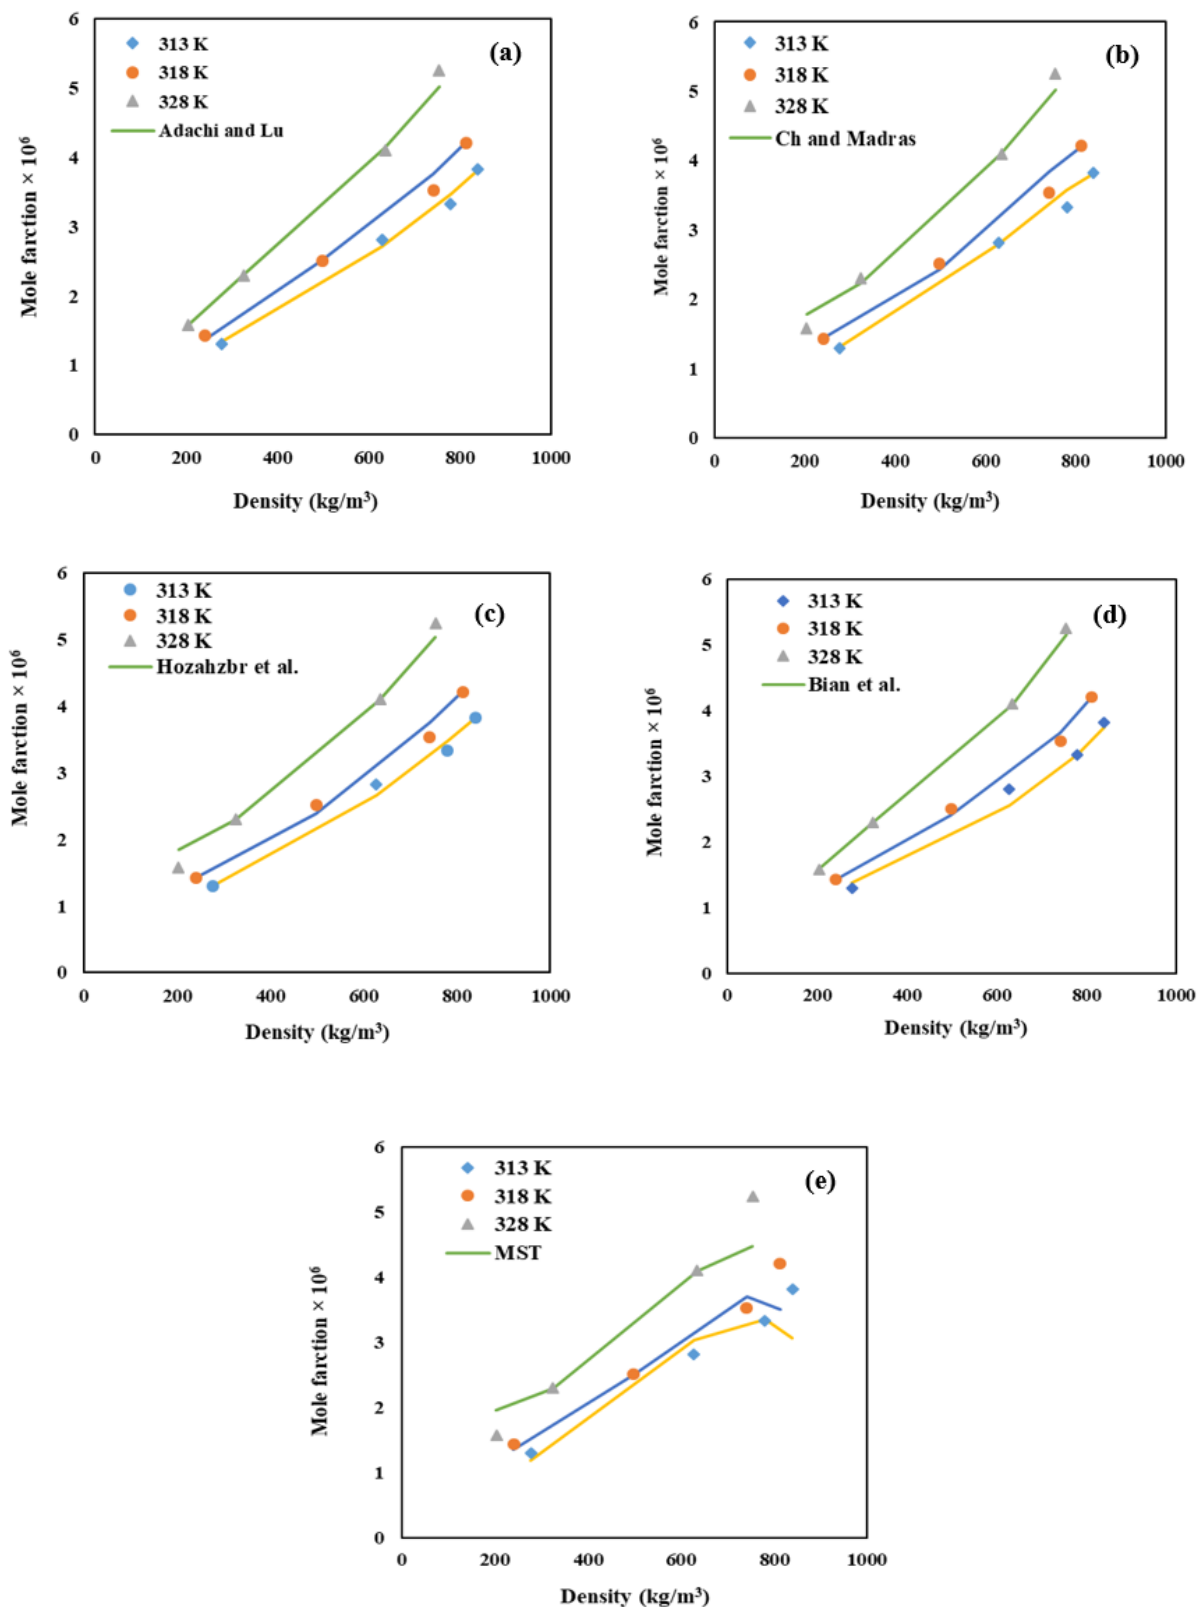 (a)
313 K
318 K
328 K
Adachi and Lu
Mole farction × 10⁶
6
5
4
3
2
1
0
0 200 400 600 800 1000
Density (kg/m³)
(b)
313 K
318 K
328 K
Ch and Madras
Mole farction × 10⁶
6
5
4
3
2
1
0
0 200 400 600 800 1000
Density (kg/m³)
(c)
313 K
318 K
328 K
Hozahzbr et al.
Mole farction × 10⁶
6
5
4
3
2
1
0
0 200 400 600 800 1000
Density (kg/m³)
(d)
313 K
318 K
328 K
Bian et al.
Mole farction × 10⁶
6
5
4
3
2
1
0
0 200 400 600 800 1000
Density (kg/m³)
(e)
313 K
318 K
328 K
MST
Mole farction × 10⁶
6
5
4
3
2
1
0
0 200 400 600 800 1000
Density (kg/m³)